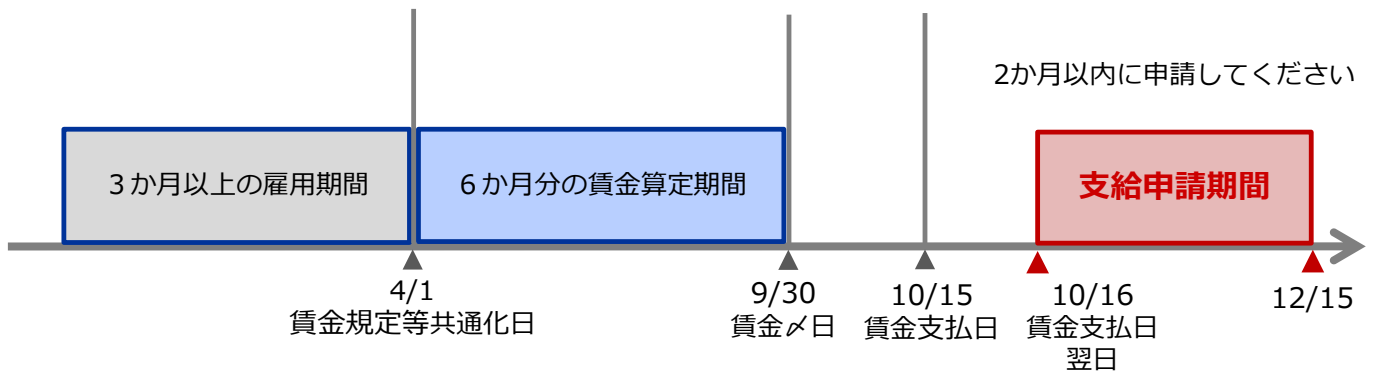 2か月以内に申請してください
３か月以上の雇用期間
６か月分の賃金算定期間
支給申請期間
4/1
賃金規定等共通化日
9/30
賃金〆日
10/15
賃金支払日
10/16
賃金支払日
翌日
12/15